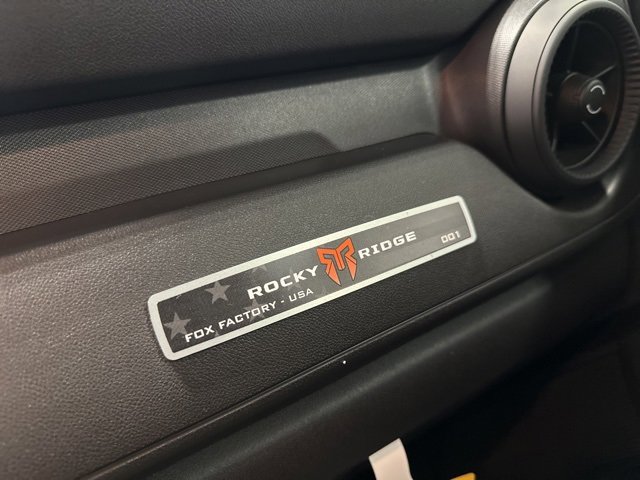 ROCKY RIDGE
FOX FACTORY - USA
001